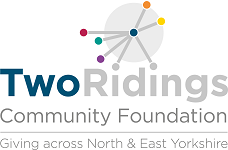 TwoRidings
Community Foundation
Giving across North & East Yorkshire